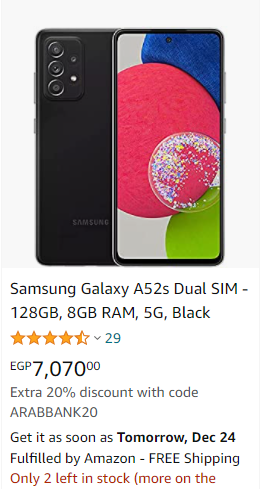 SAMSUNG
Samsung Galaxy A52s Dual SIM -
128GB, 8GB RAM, 5G, Black
29
EGP7,07000
Extra 20% discount with code
ARABBANK20
Get it as soon as Tomorrow, Dec 24
Fulfilled by Amazon - FREE Shipping
Only 2 left in stock (more on the